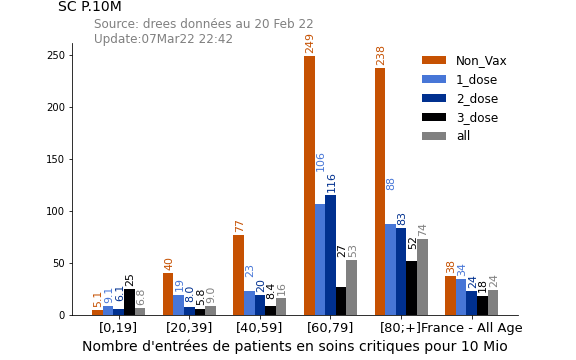 SC P.10M
Source: drees données au 20 Feb 22
Update:07Mar22 22:42
250
200
150
100
50
0
Non_Vax
1_dose
2_dose
3_dose
all
5.1 9.1 6.1 25 6.8
40 19 8.0 5.8 9.0
77 23 20 8.4 16
249 106 116 27 53
238 88 83 52 74
38 34 24 18 24
[0,19] [20,39] [40,59] [60,79] [80;+] France - All Age
Nombre d'entrées de patients en soins critiques pour 10 Mio